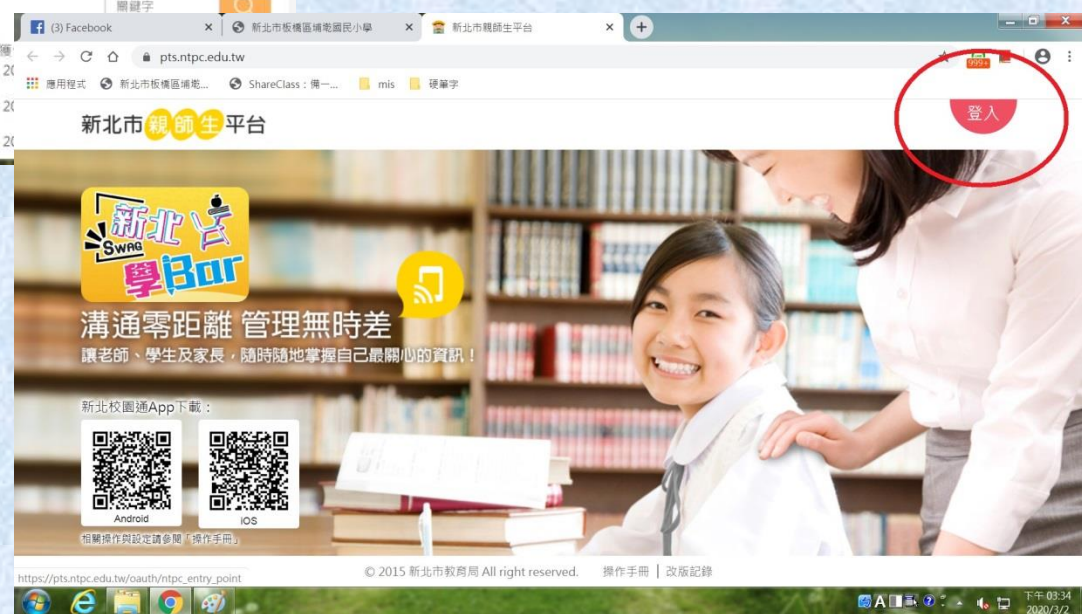 關鍵字
(3) Facebook
新北市板橋區埔墘國民小學
新北市親師生平台
pts.ntpc.edu.tw
999+
應用程式
新北市板橋區埔墘...
ShareClass：備一...
mis
硬筆字
新北市親師生平台
登入
新北
SWAG
學Bar
溝通零距離 管理無時差
讓老師、學生及家長，隨時隨地掌握自己最關心的資訊！
新北校園通App下載：
Android
iOS
相關操作與設定請參閱「操作手冊」
© 2015 新北市教育局 All right reserved. 操作手冊 | 改版記錄
https://pts.ntpc.edu.tw/oauth/ntpc_entry_point
下午 03:34
2020/3/2